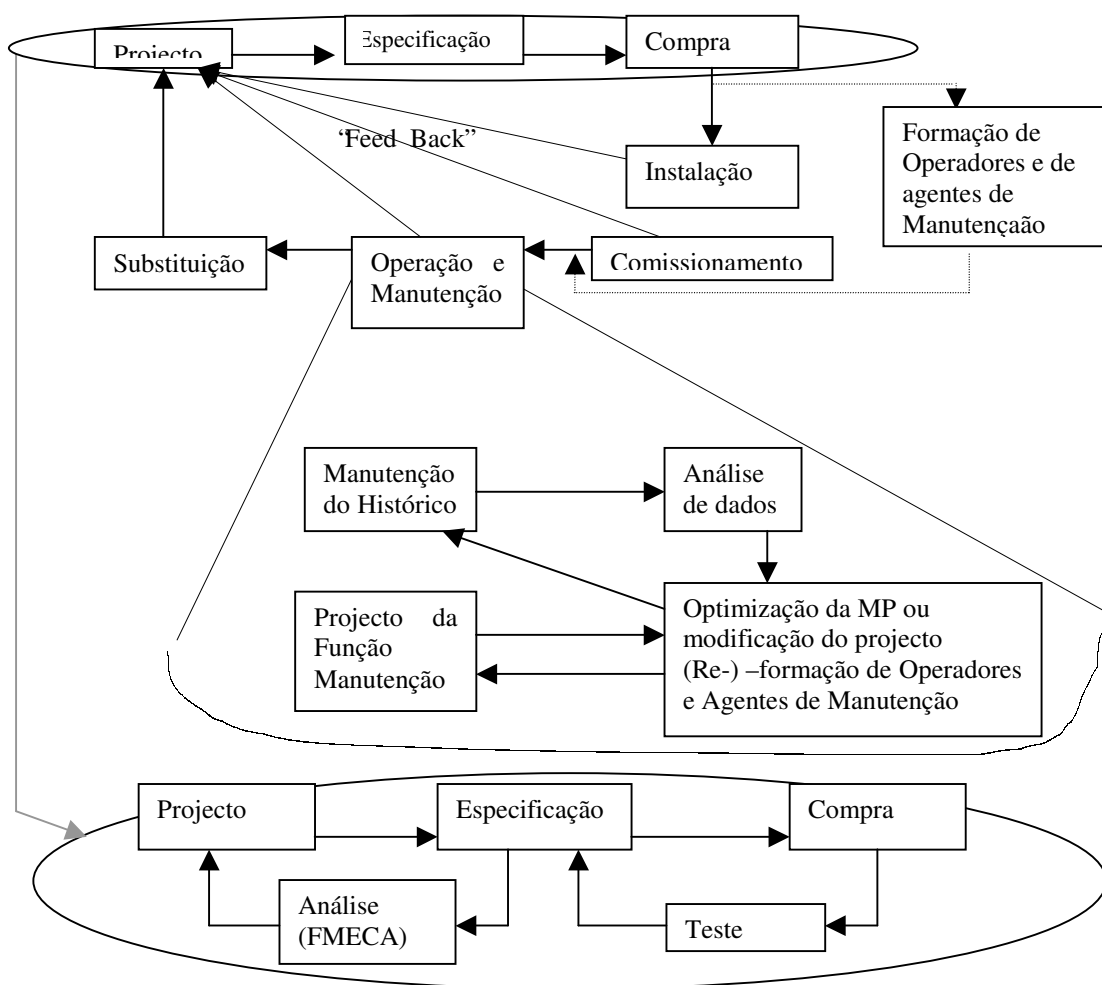 Projecto
Especificação
Compra
"Feed Back"
Instalação
Formação de
Operadores e de
agentes de
Manutençaão
Substituição
Operação e
Manutenção
Comissionamento
Manutenção
do Histórico
Análise
de dados
Projecto da
Função
Manutenção
Optimização da MP ou
modificação do projecto
(Re-) –formação de Operadores
e Agentes de Manutenção
Projecto
Especificação
Compra
Análise
(FMECA)
Teste